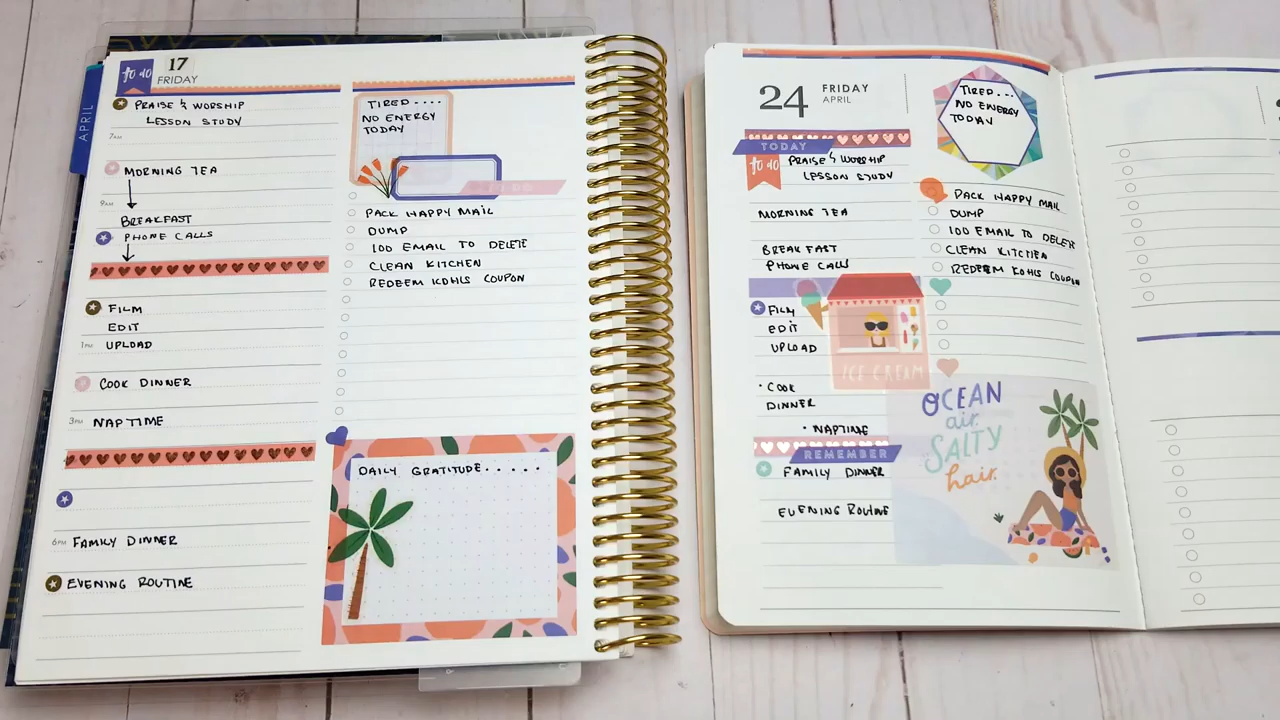 to do
17
FRIDAY
APRIL
PRAISE & WORSHIP
LESSON STUDY
7AM
MORNING TEA
9AM
BREAKFAST
PHONE CALLS
FILM
EDIT
1PM UPLOAD
COOK DINNER
3PM NAPTIME
6PM FAMILY DINNER
EVENING ROUTINE
TIRED....
NO ENERGY
TODAY
TO DO
PACK HAPPY MAIL
DUMP
100 EMAIL TO DELETE
CLEAN KITCHEN
REDEEM KOHLS COUPON
DAILY GRATITUDE.....
24
FRIDAY
APRIL
TODAY
to do
PRAISE & WORSHIP
LESSON STUDY
MORNING TEA
BREAKFAST
PHONE CALLS
FILM
EDIT
UPLOAD
• COOK
DINNER
• NAPTIME
REMEMBER
FAMILY DINNER
EVENING ROUTINE
TIRED...
NO ENERGY
TODAY
PACK HAPPY MAIL
DUMP
100 EMAIL TO DELETE
CLEAN KITCHEN
REDEEM KOHLS COUPON
ICE CREAM
OCEAN
air.
SALTY
hair.